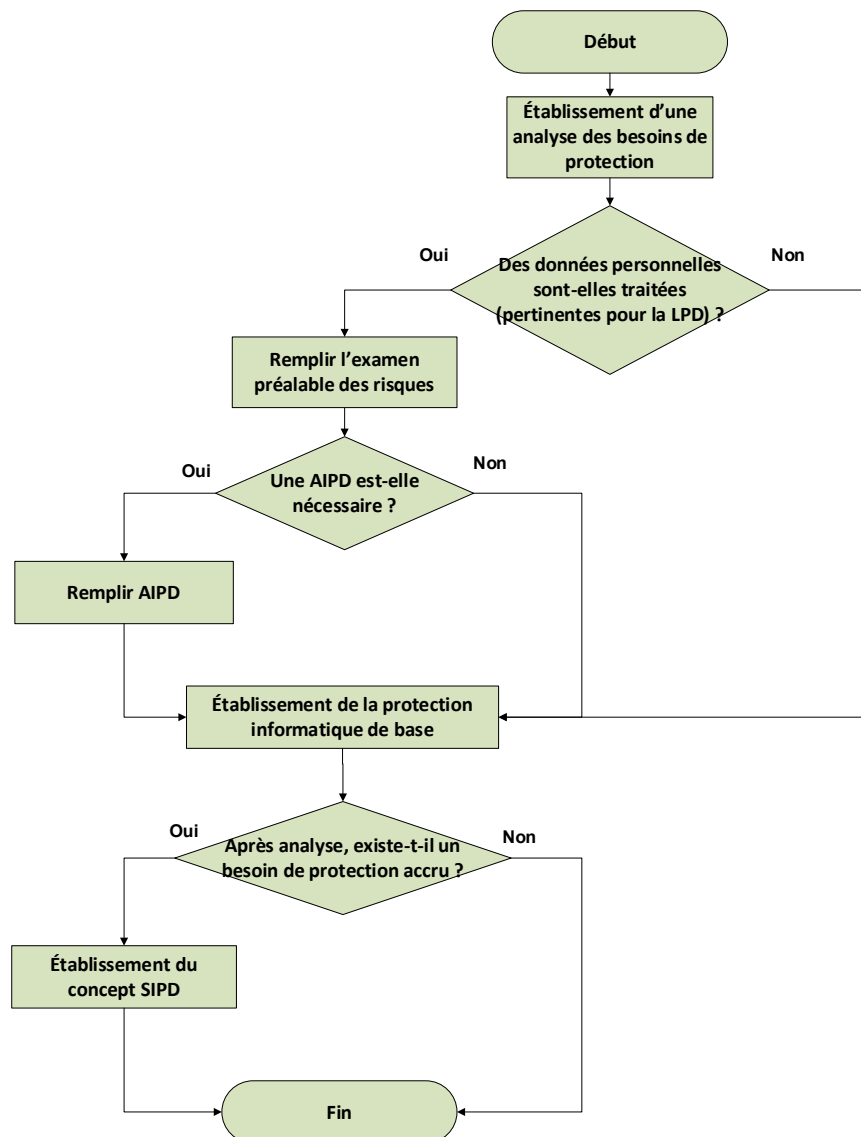 Début
Établissement d'une
analyse des besoins de
protection
Oui
Non
Des données personnelles
sont-elles traitées
(pertinentes pour la LPD) ?
Remplir l'examen
préalable des risques
Oui
Non
Une AIPD est-elle
nécessaire ?
Remplir AIPD
Établissement de la protection
informatique de base
Oui
Non
Après analyse, existe-t-il un
besoin de protection accru ?
Établissement du
concept SIPD
Fin